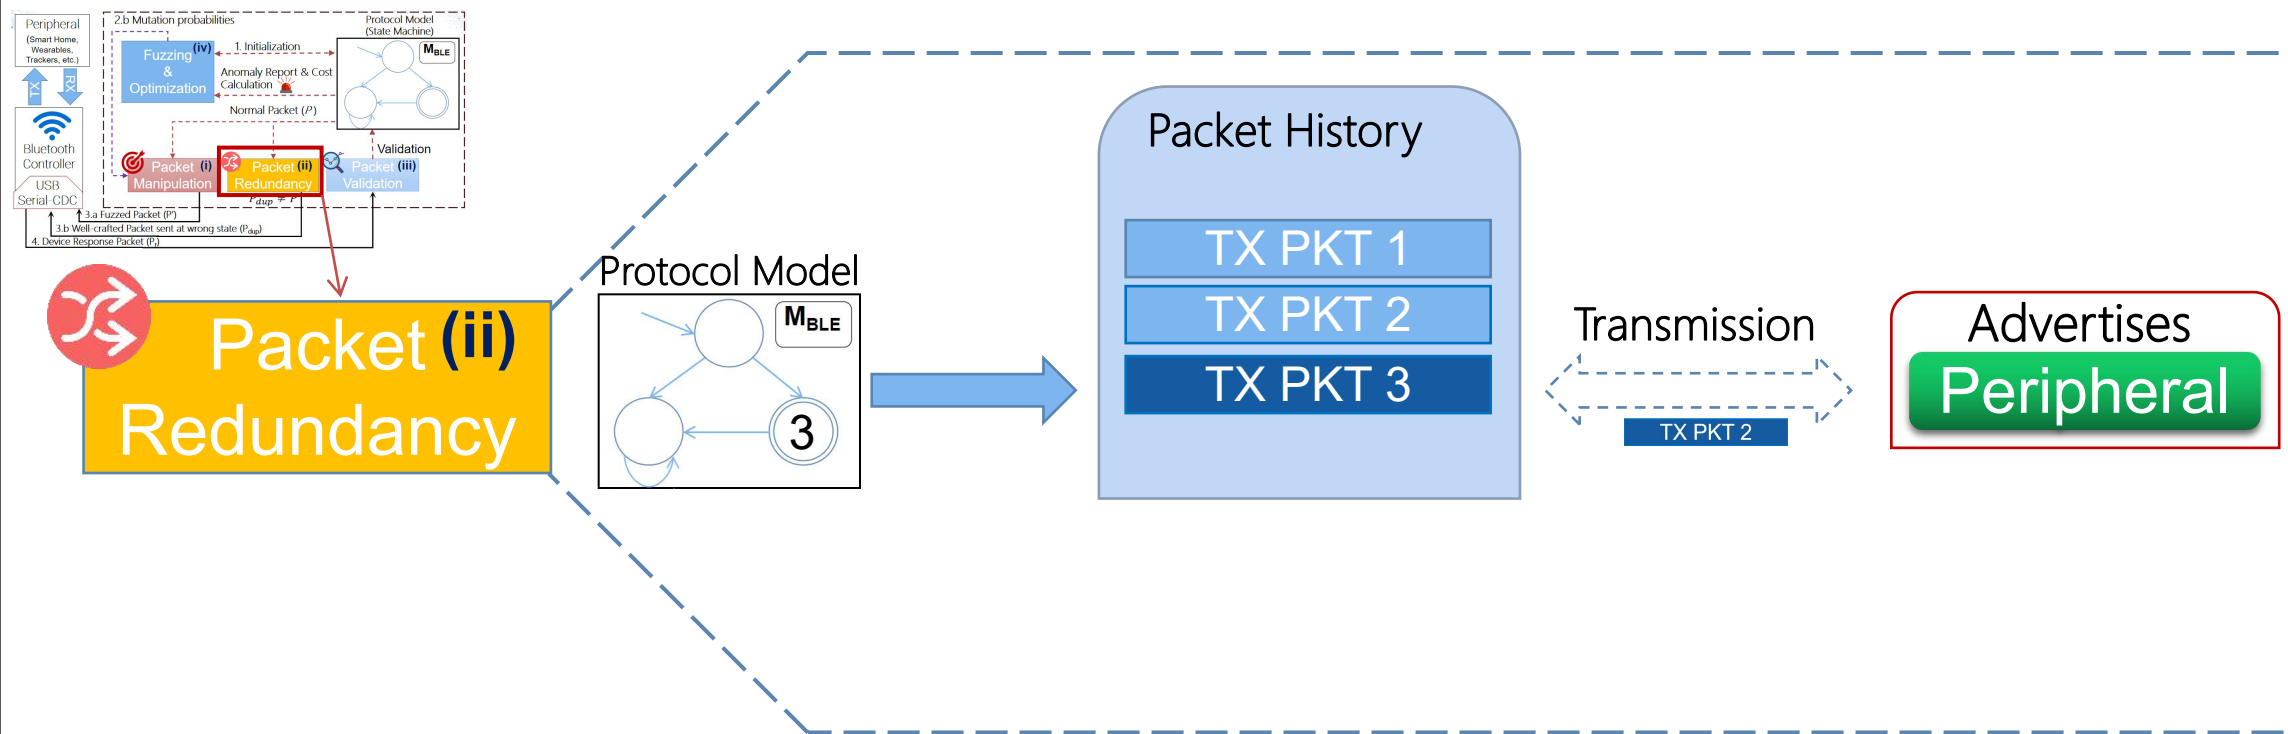 Peripheral
(Smart Home,
Wearables,
Trackers, etc.)
TX
RX
Bluetooth
Controller
USB
Serial-CDC
2.b Mutation probabilities
Fuzzing (iv)
&
Optimization
1. Initialization
Anomaly Report & Cost
Calculation
Normal Packet (P)
Protocol Model
(State Machine)
MBLE
Validation
Packet (i)
Manipulation
Packet (ii)
Redundancy
Packet (iii)
Validation
Pdup ≠ P
3.a Fuzzed Packet (P')
3.b Well-crafted Packet sent at wrong state (Pdup)
4. Device Response Packet (Pr)
Packet (ii)
Redundancy
Protocol Model
MBLE
3
Packet History
TX PKT 1
TX PKT 2
TX PKT 3
Transmission
TX PKT 2
Advertises
Peripheral